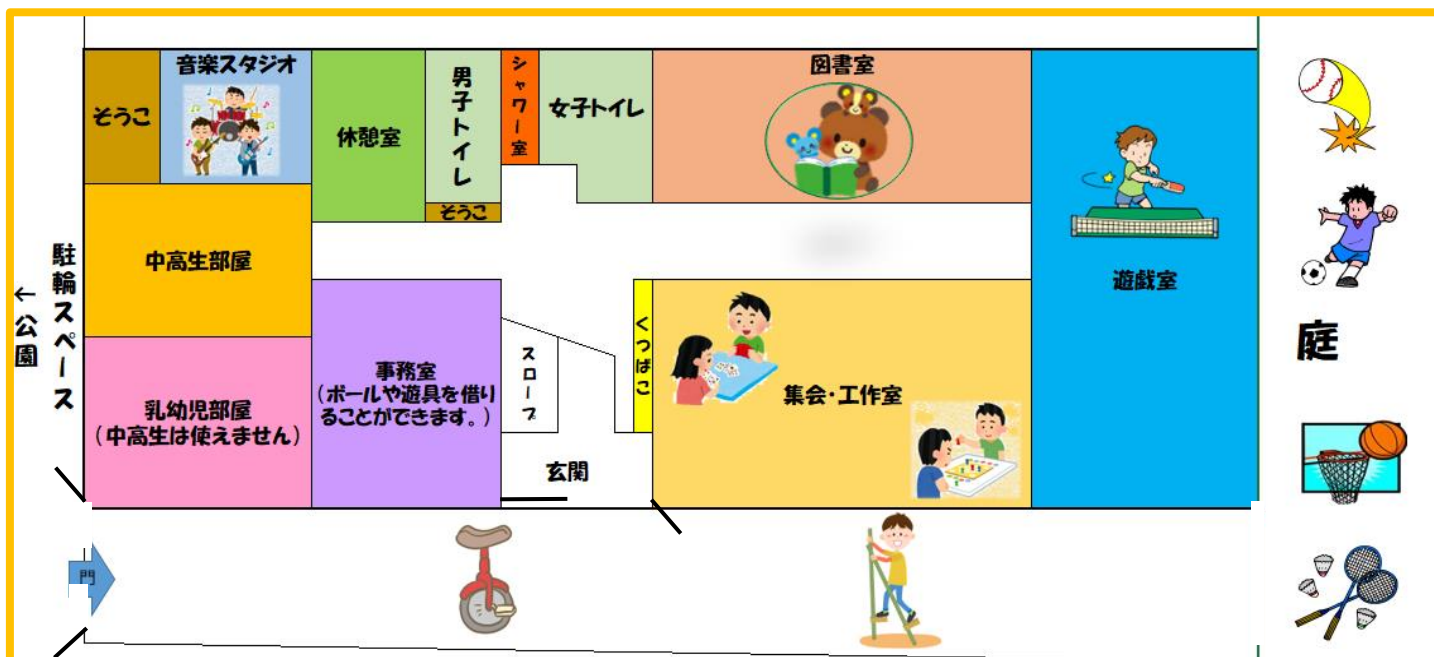 そうこ
音楽スタジオ
休憩室
男子トイレ
シャワー室
女子トイレ
図書室
そうこ
中高生部屋
遊戯室
駐輪スペース
←公園
くつばこ
スロープ
事務室
(ボールや遊具を借り
ることができます。)
乳幼児部屋
(中高生は使えません)
集会・工作室
玄関
庭
門